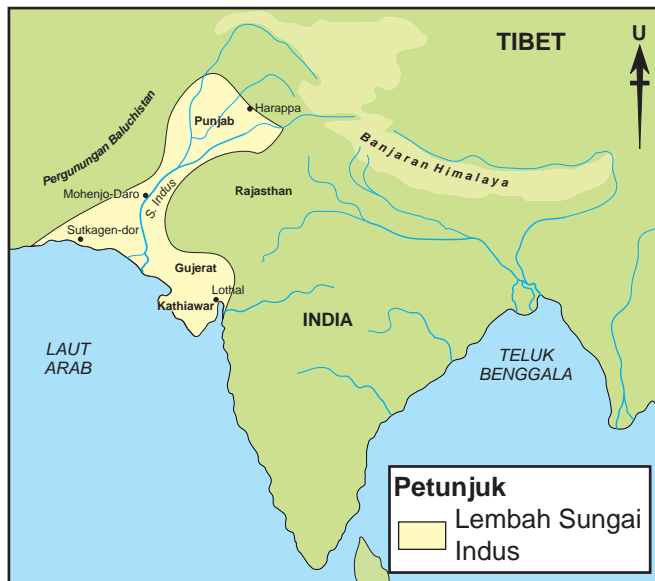 TIBET
U
Harappa
Punjab
Pergunungan Baluchistan
Banjaran Himalaya
Mohenjo-Daro
S. Indus
Rajasthan
Sutkagen-dor
Gujerat
Lothal
Kathiawar
INDIA
LAUT
ARAB
TELUK
BENGGALA
Petunjuk
Lembah Sungai
Indus